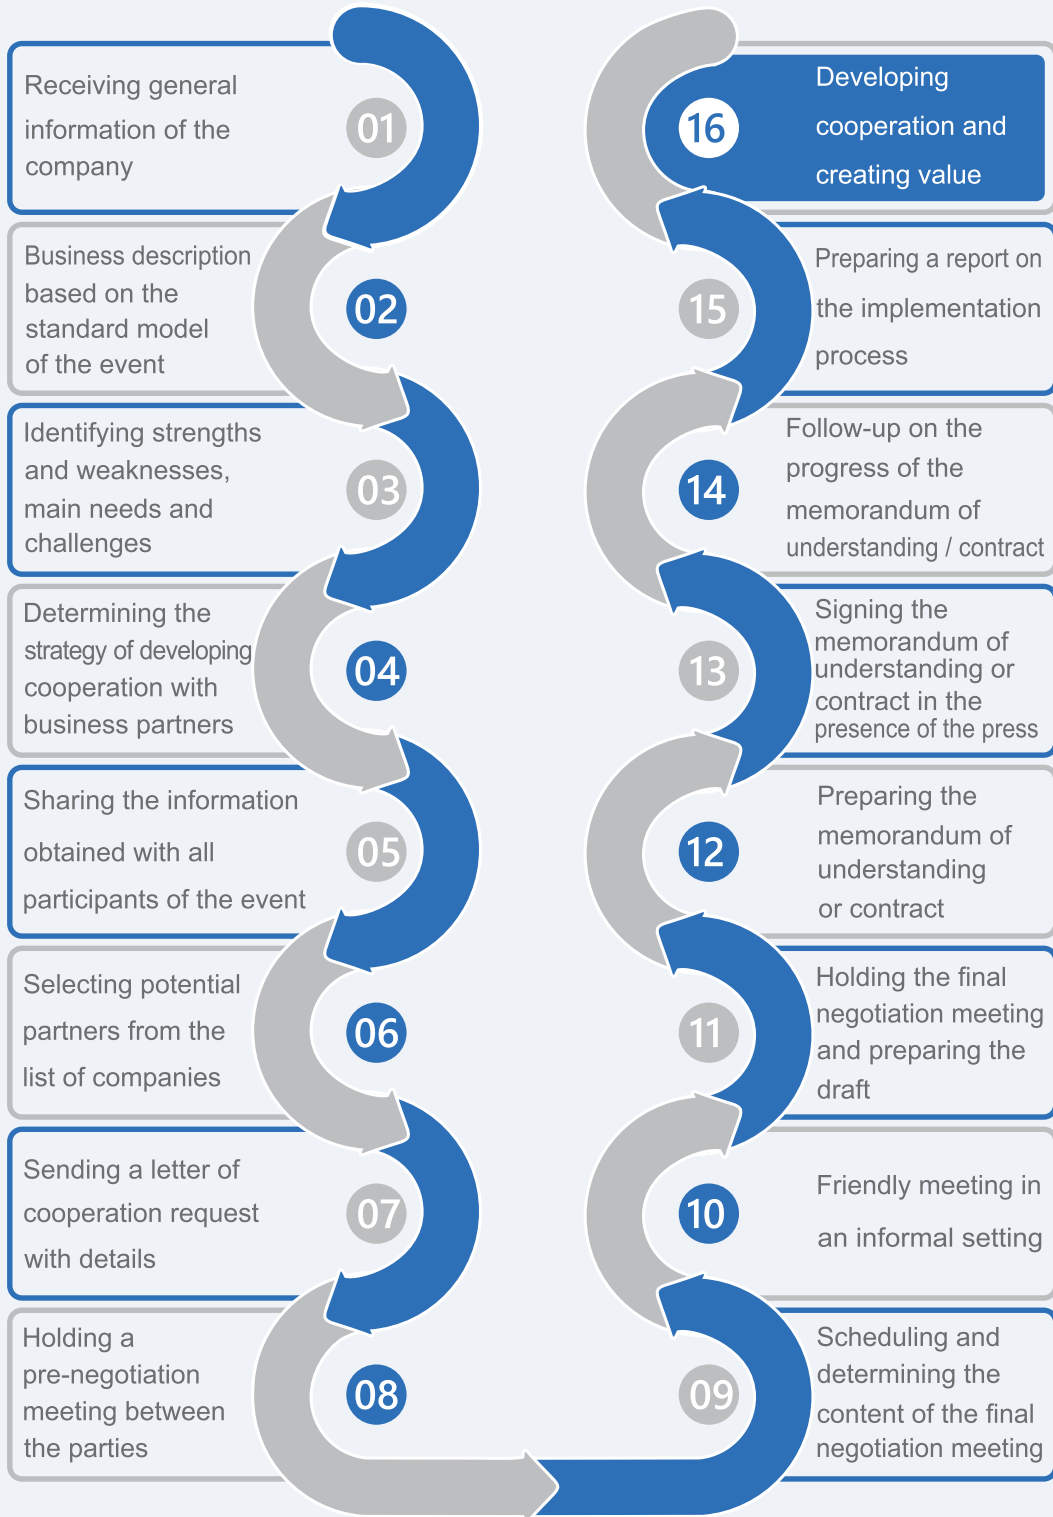 Receiving general
information of the
company
01
Business description
based on the
standard model
of the event
02
Identifying strengths
and weaknesses,
main needs and
challenges
03
Determining the
strategy of developing
cooperation with
business partners
04
Sharing the information
obtained with all
participants of the event
05
Selecting potential
partners from the
list of companies
06
Sending a letter of
cooperation request
with details
07
Holding a
pre-negotiation
meeting between
the parties
08
09
Scheduling and
determining the
content of the final
negotiation meeting
10
Friendly meeting in
an informal setting
11
Holding the final
negotiation meeting
and preparing the
draft
12
Preparing the
memorandum of
understanding
or contract
13
Signing the
memorandum of
understanding or
contract in the
presence of the press
14
Follow-up on the
progress of the
memorandum of
understanding / contract
15
Preparing a report on
the implementation
process
16
Developing
cooperation and
creating value